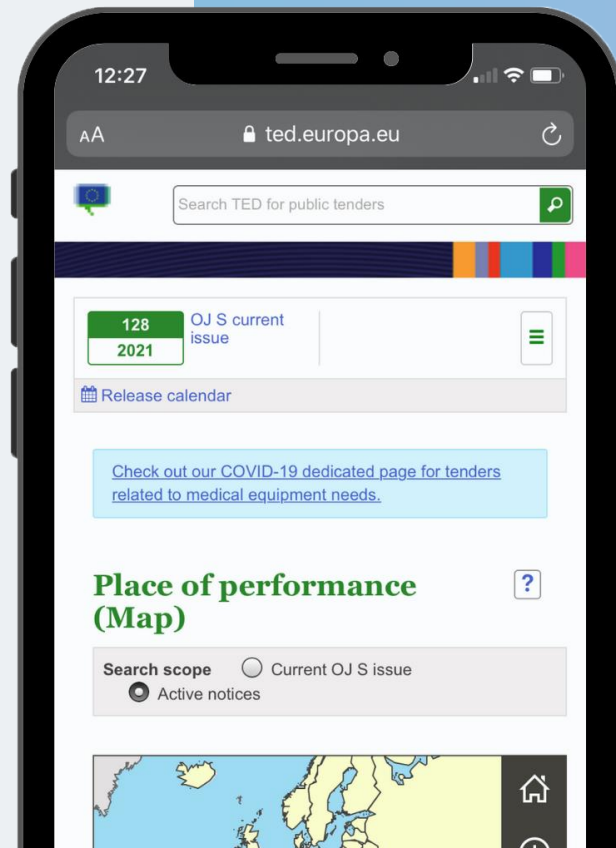 12:27
AA
ted.europa.eu
Search TED for public tenders
128
2021
OJ S current
issue
Release calendar
Check out our COVID-19 dedicated page for tenders
related to medical equipment needs.
Place of performance
(Map)
?
Search scope
Current OJ S issue
Active notices